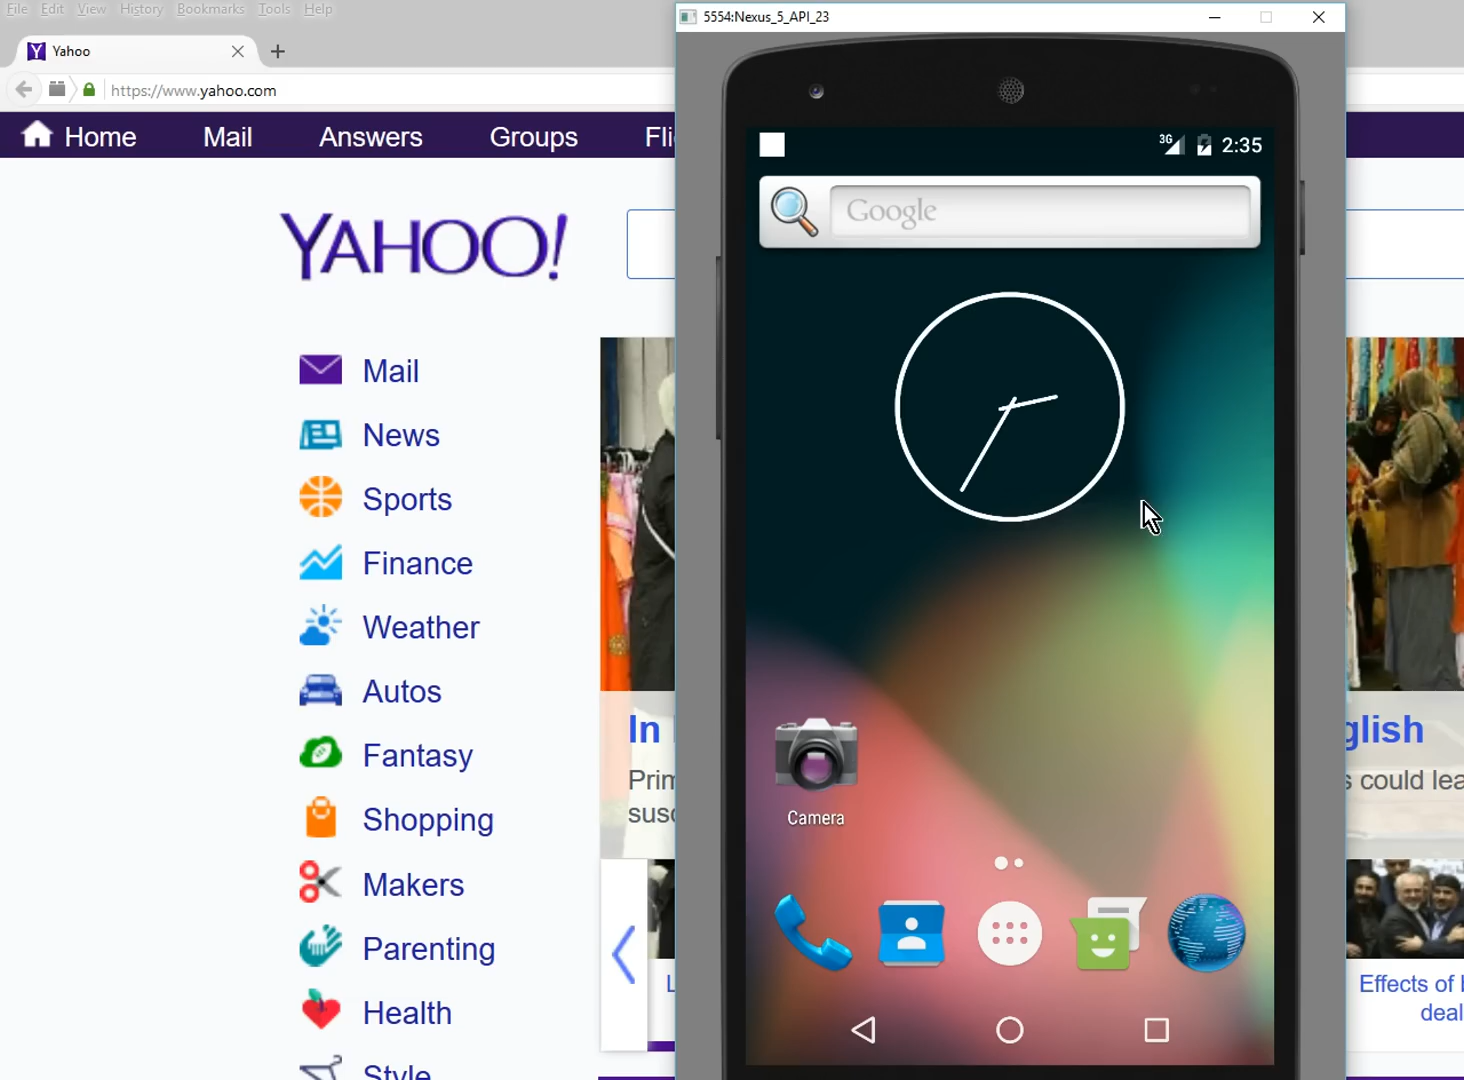 File Edit View History Bookmarks Tools Help
Yahoo
https://www.yahoo.com
Home Mail Answers Groups
YAHOO!
Mail
News
Sports
Finance
Weather
Autos
Fantasy
Shopping
Makers
Parenting
Health
Style
In
glish
could
Effects of
5554:Nexus_5_API_23
3G 2:35
Google
Camera